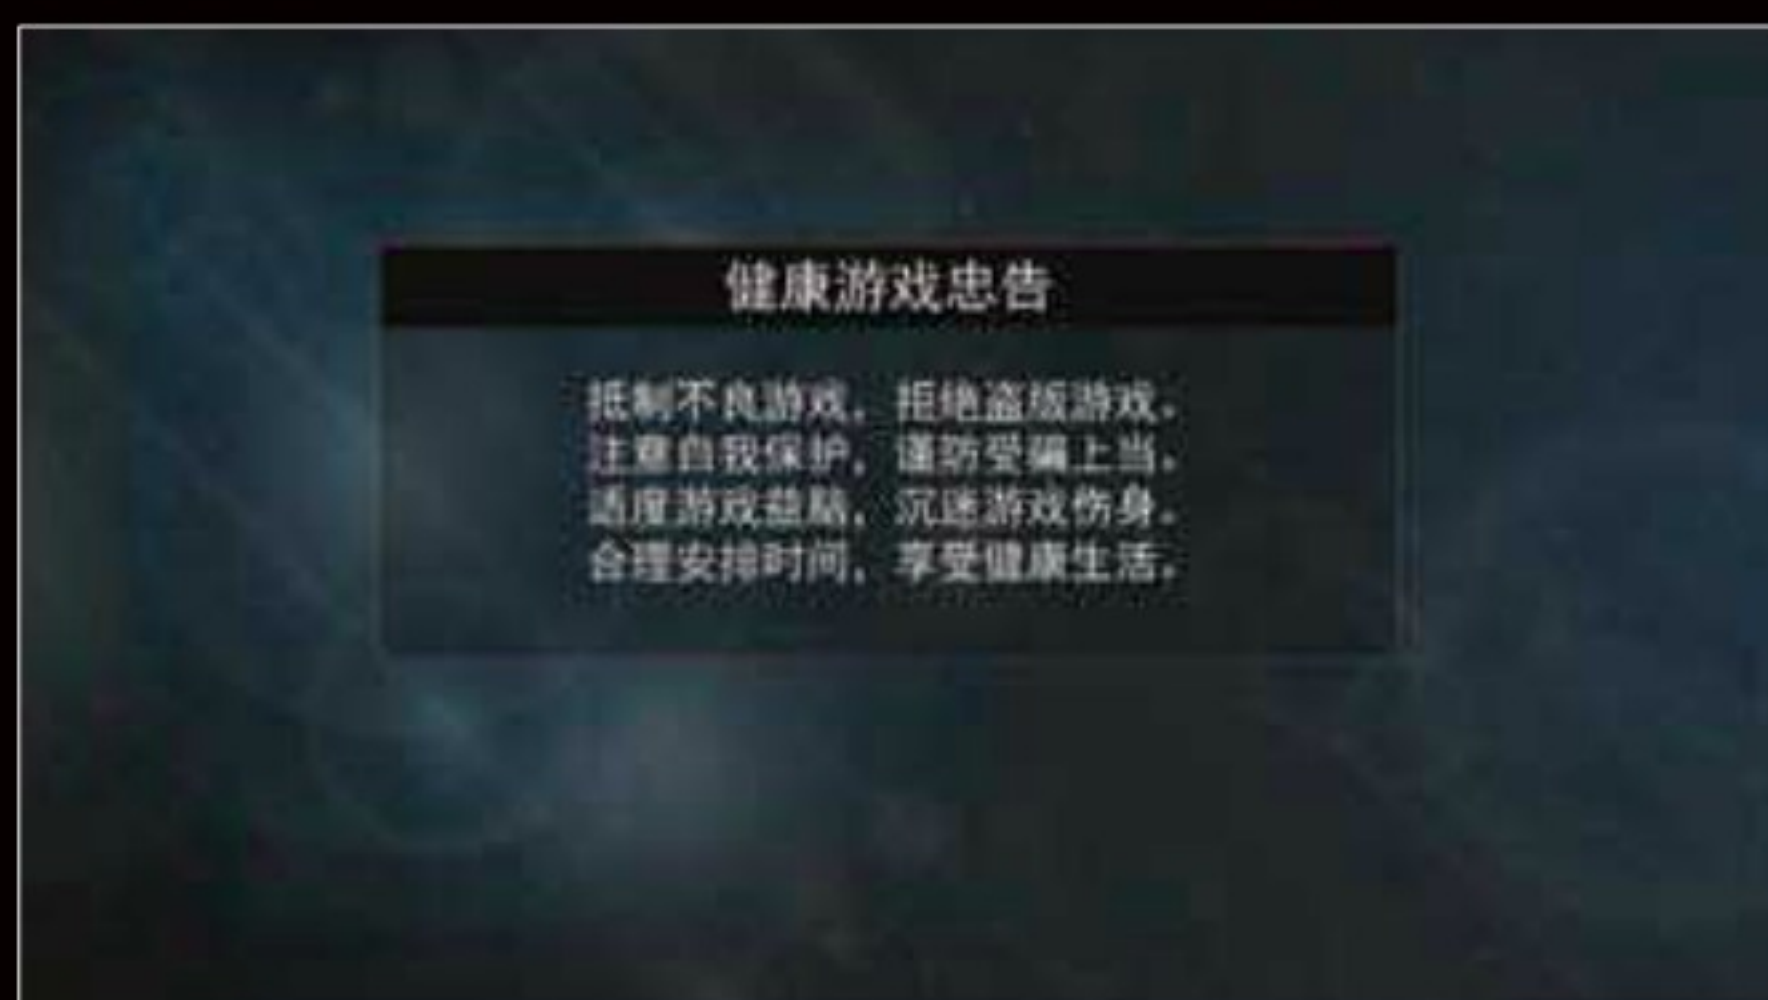 健康游戏忠告
抵制不良游戏，拒绝盗版游戏。
注意自我保护，谨防受骗上当。
适度游戏益脑，沉迷游戏伤身。
合理安排时间，享受健康生活。